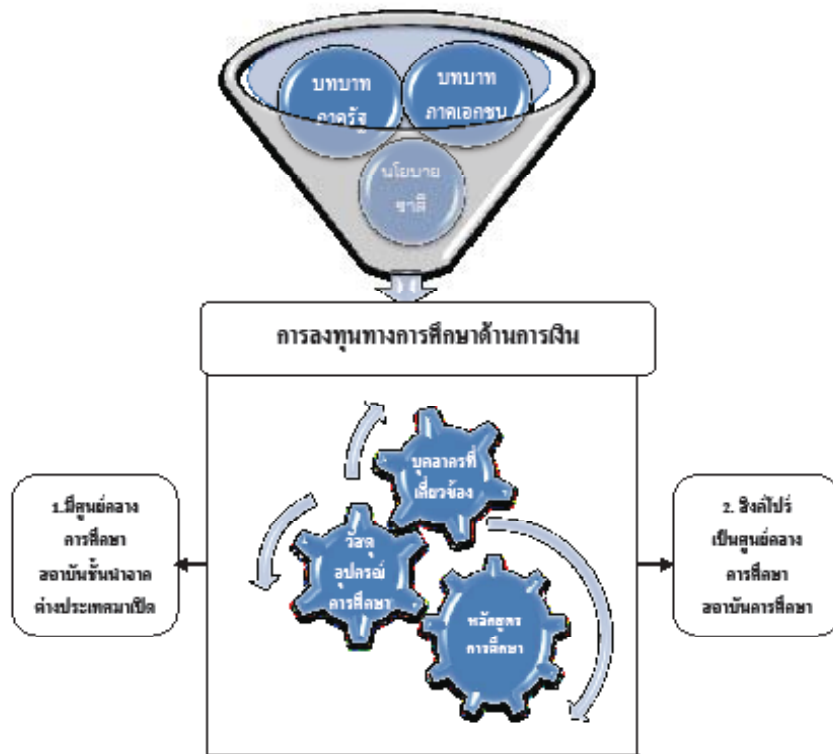 บทบาท
ภาครัฐ
บทบาท
ภาคเอกชน
นโยบาย
ชาติ
การลงทุนทางการศึกษาด้านการเงิน
บุคลาครที่
เกี่ยวข้อง
วัสดุ
อุปกรณ์
การศึกษา
หลักสูตร
การศึกษา
1.มีศูนย์กลาง
การศึกษา
สถาบันชั้นนำจาก
ต่างประเทศมาเปิด
2. สิงค์โปร์
เป็นศูนย์กลาง
การศึกษา
สถาบันการศึกษา